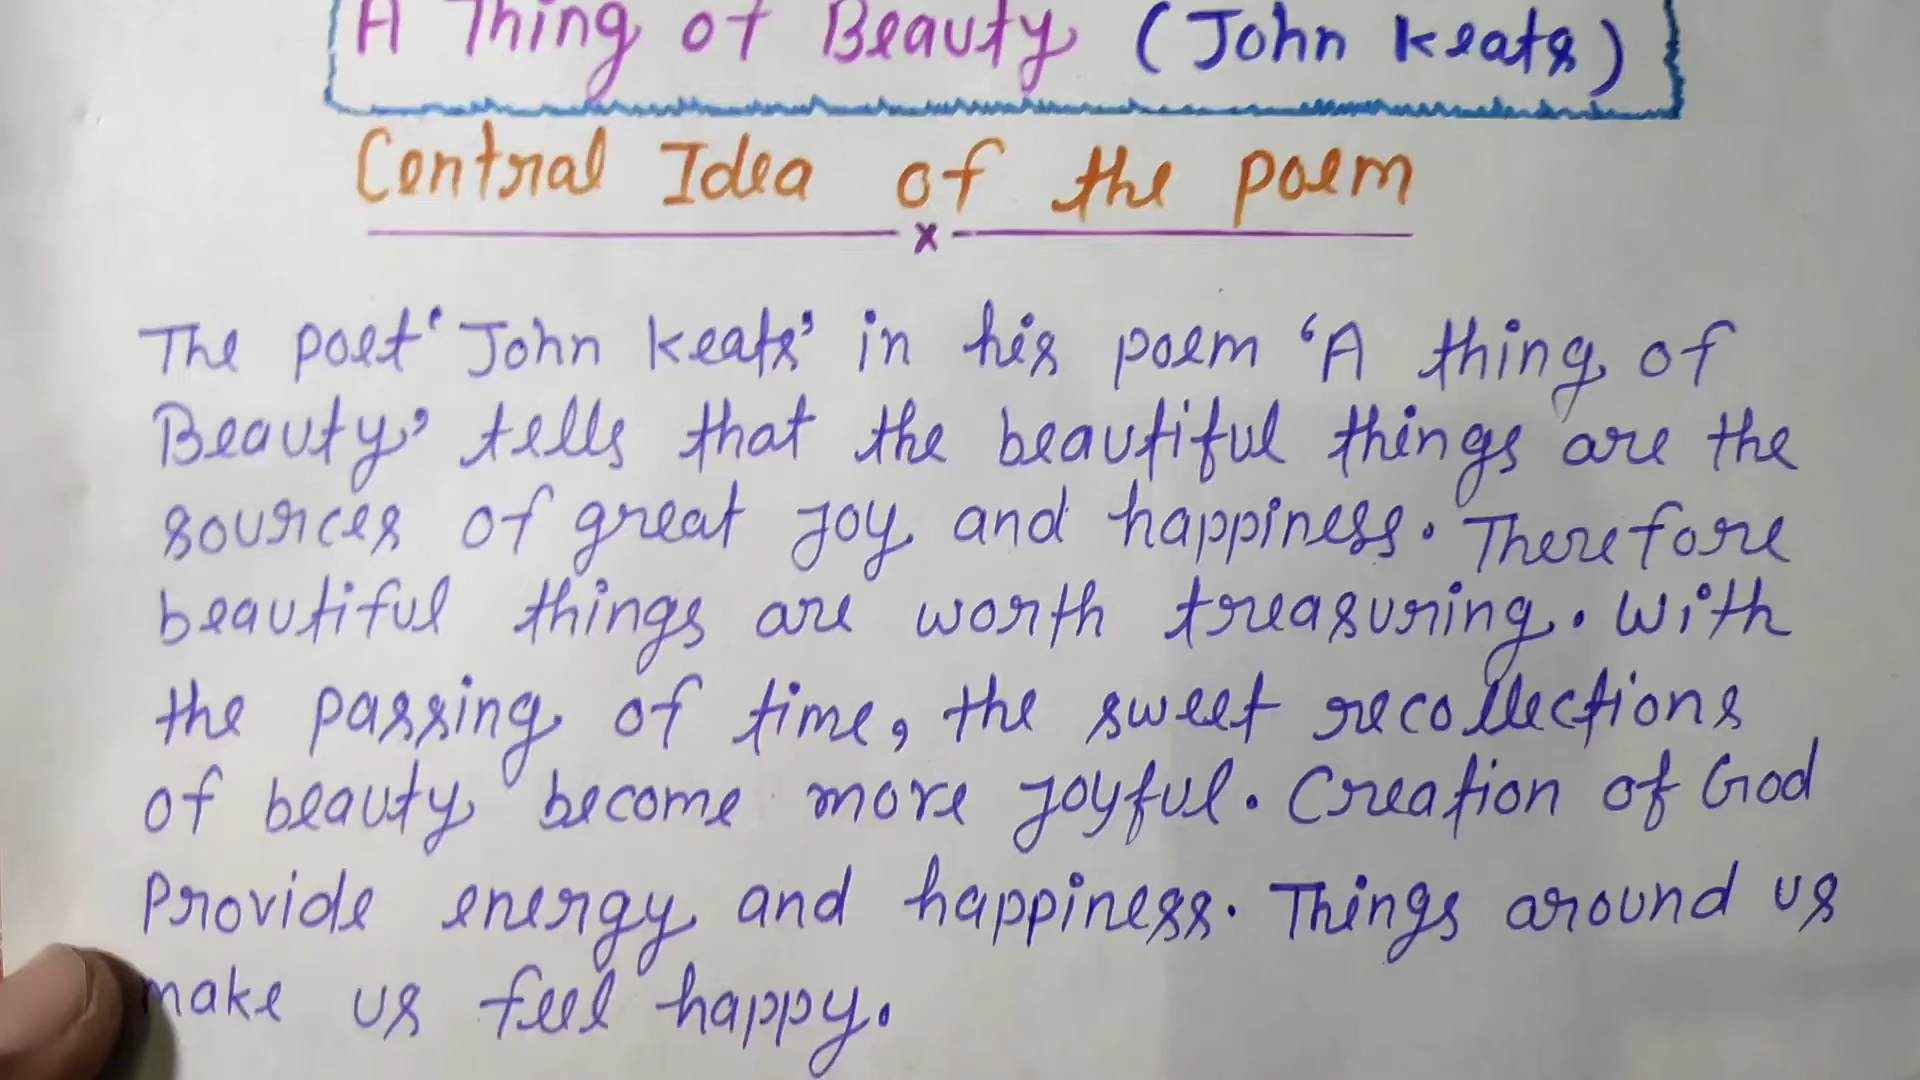 A Thing of Beauty (John Keats)
Central Idea of the poem
x
The poet 'John Keats' in his poem 'A thing of
Beauty' tells that the beautiful things are the
sources of great joy and happiness. Therefore
beautiful things are worth treasuring. With
the passing of time, the sweet recollections
of beauty become more joyful. Creation of God
Provide energy and happiness. Things around us
make us feel happy.